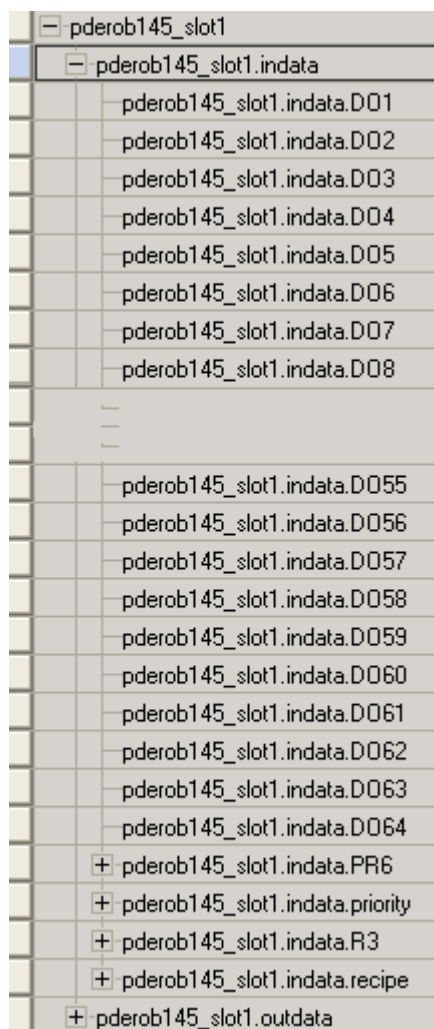 pderob145_slot1
pderob145_slot1.indata
pderob145_slot1.indata.DO1
pderob145_slot1.indata.DO2
pderob145_slot1.indata.DO3
pderob145_slot1.indata.DO4
pderob145_slot1.indata.DO5
pderob145_slot1.indata.DO6
pderob145_slot1.indata.DO7
pderob145_slot1.indata.DO8
pderob145_slot1.indata.DO55
pderob145_slot1.indata.DO56
pderob145_slot1.indata.DO57
pderob145_slot1.indata.DO58
pderob145_slot1.indata.DO59
pderob145_slot1.indata.DO60
pderob145_slot1.indata.DO61
pderob145_slot1.indata.DO62
pderob145_slot1.indata.DO63
pderob145_slot1.indata.DO64
pderob145_slot1.indata.PR6
pderob145_slot1.indata.priority
pderob145_slot1.indata.R3
pderob145_slot1.indata.recipe
pderob145_slot1.outdata